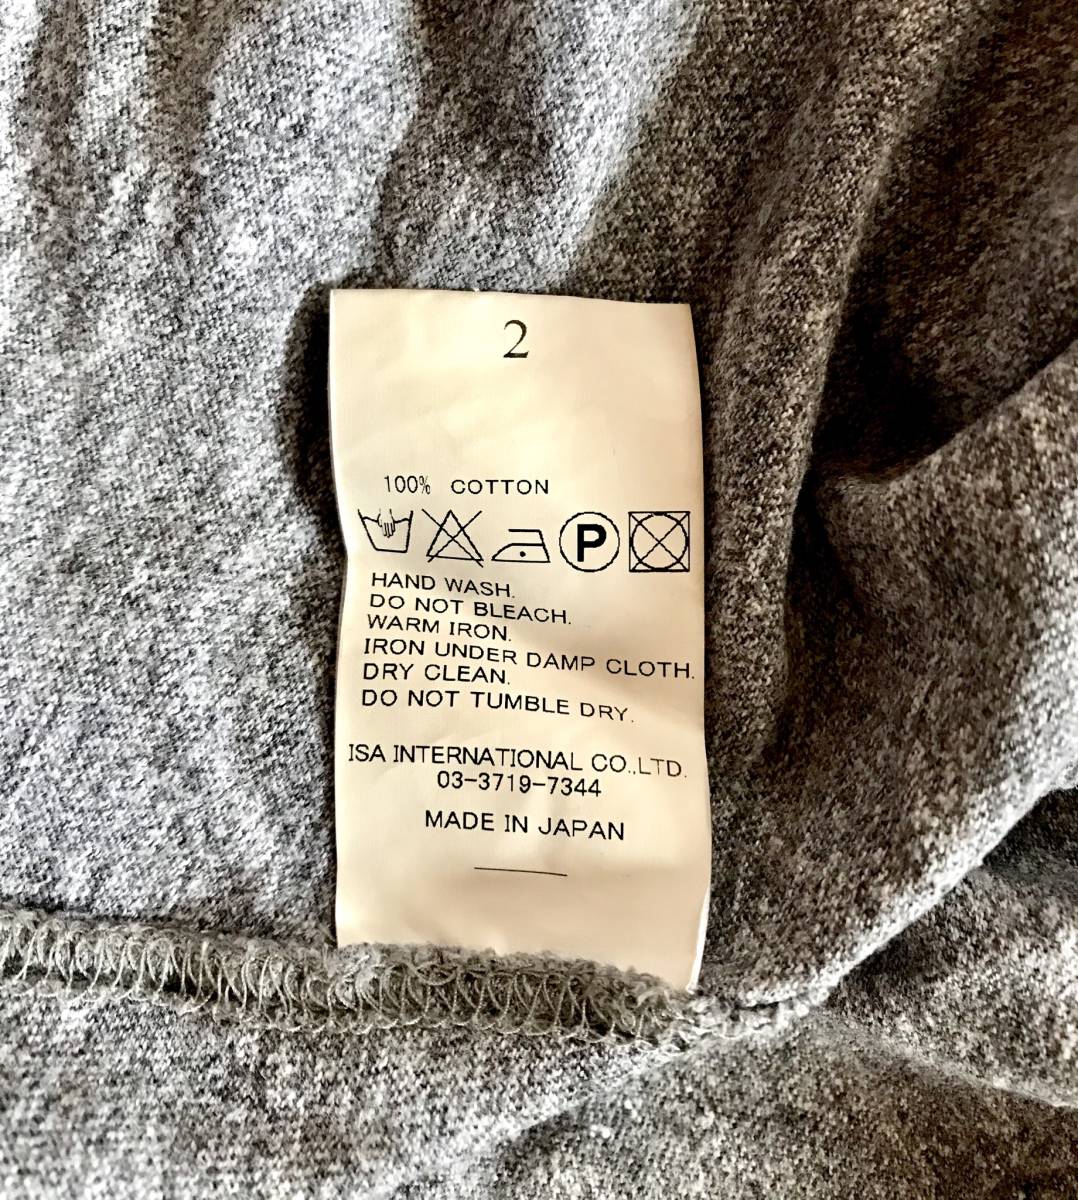 2
100% COTTON
P
HAND WASH.
DO NOT BLEACH.
WARM IRON.
IRON UNDER DAMP CLOTH.
DRY CLEAN.
DO NOT TUMBLE DRY.
ISA INTERNATIONAL CO.,LTD.
03-3719-7344
MADE IN JAPAN